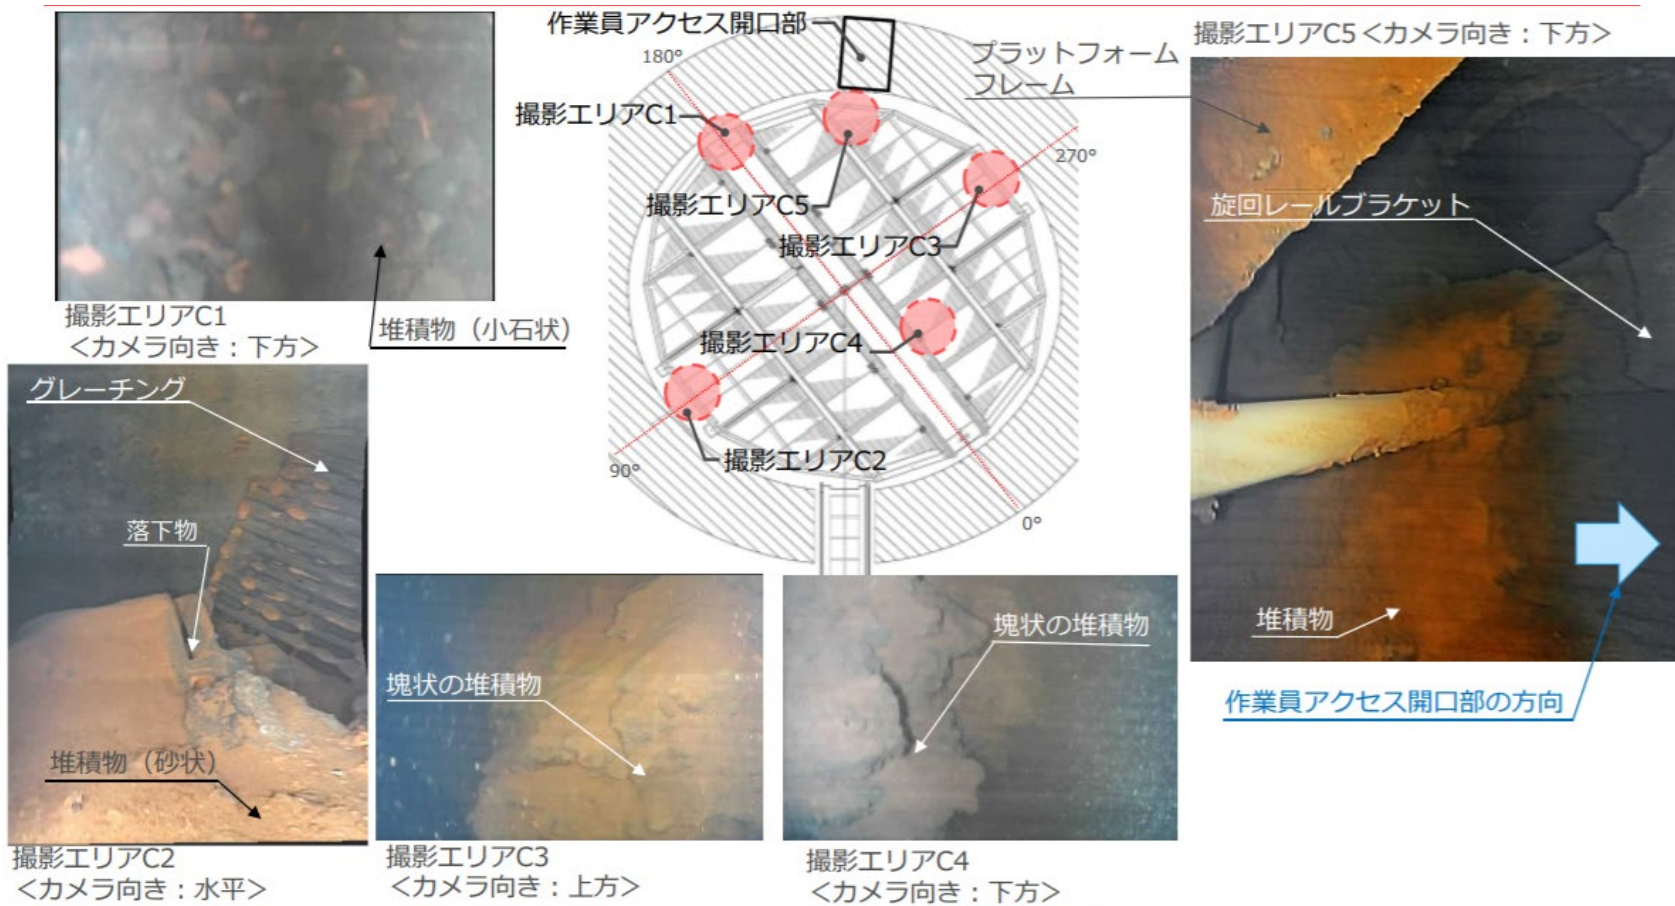 作業員アクセス開口部
180°
撮影エリアC1
プラットフォーム
フレーム
270°
撮影エリアC5
撮影エリアC3
撮影エリアC4
撮影エリアC2
90°
0°
堆積物（小石状）
撮影エリアC1
＜カメラ向き：下方＞
グレーチング
落下物
堆積物（砂状）
撮影エリアC2
＜カメラ向き：水平＞
塊状の堆積物
撮影エリアC3
＜カメラ向き：上方＞
塊状の堆積物
撮影エリアC4
＜カメラ向き：下方＞
撮影エリアC5＜カメラ向き：下方＞
旋回レールブラケット
堆積物
作業員アクセス開口部の方向